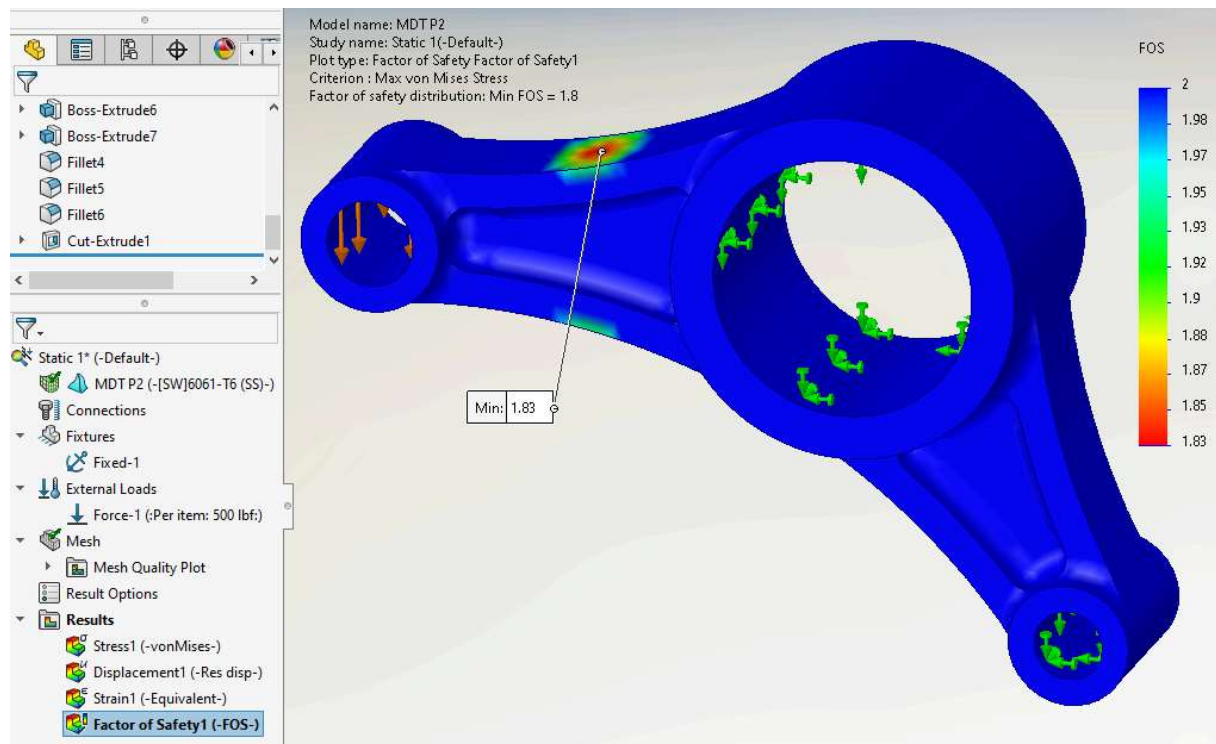 Boss-Extrude6
Boss-Extrude7
Fillet4
Fillet5
Fillet6
Cut-Extrude1
Static 1* (-Default-)
MDT P2 (-[SW]6061-T6 (SS)-)
Connections
Fixtures
Fixed-1
External Loads
Force-1 (:Per item: 500 lbf:)
Mesh
Mesh Quality Plot
Result Options
Results
Stress1 (-vonMises-)
Displacement1 (-Res disp-)
Strain1 (-Equivalent-)
Factor of Safety1 (-FOS-)
Model name: MDT P2
Study name: Static 1(-Default-)
Plot type: Factor of Safety Factor of Safety1
Criterion : Max von Mises Stress
Factor of safety distribution: Min FOS = 1.8
Min: 1.83
FOS
2
1.98
1.97
1.95
1.93
1.92
1.9
1.88
1.87
1.85
1.83